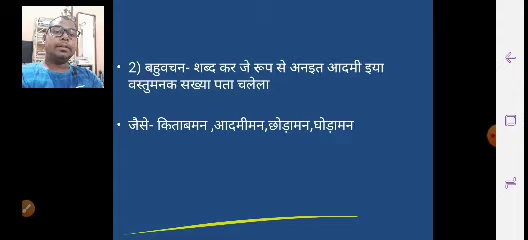 2) बहुवचन- शब्द कर जे रूप से अनइत आदमी इया
वस्तुमनक सख्या पता चलेला
जैसे- किताबमन ,आदमीमन,छोड़ामन,घोड़ामन